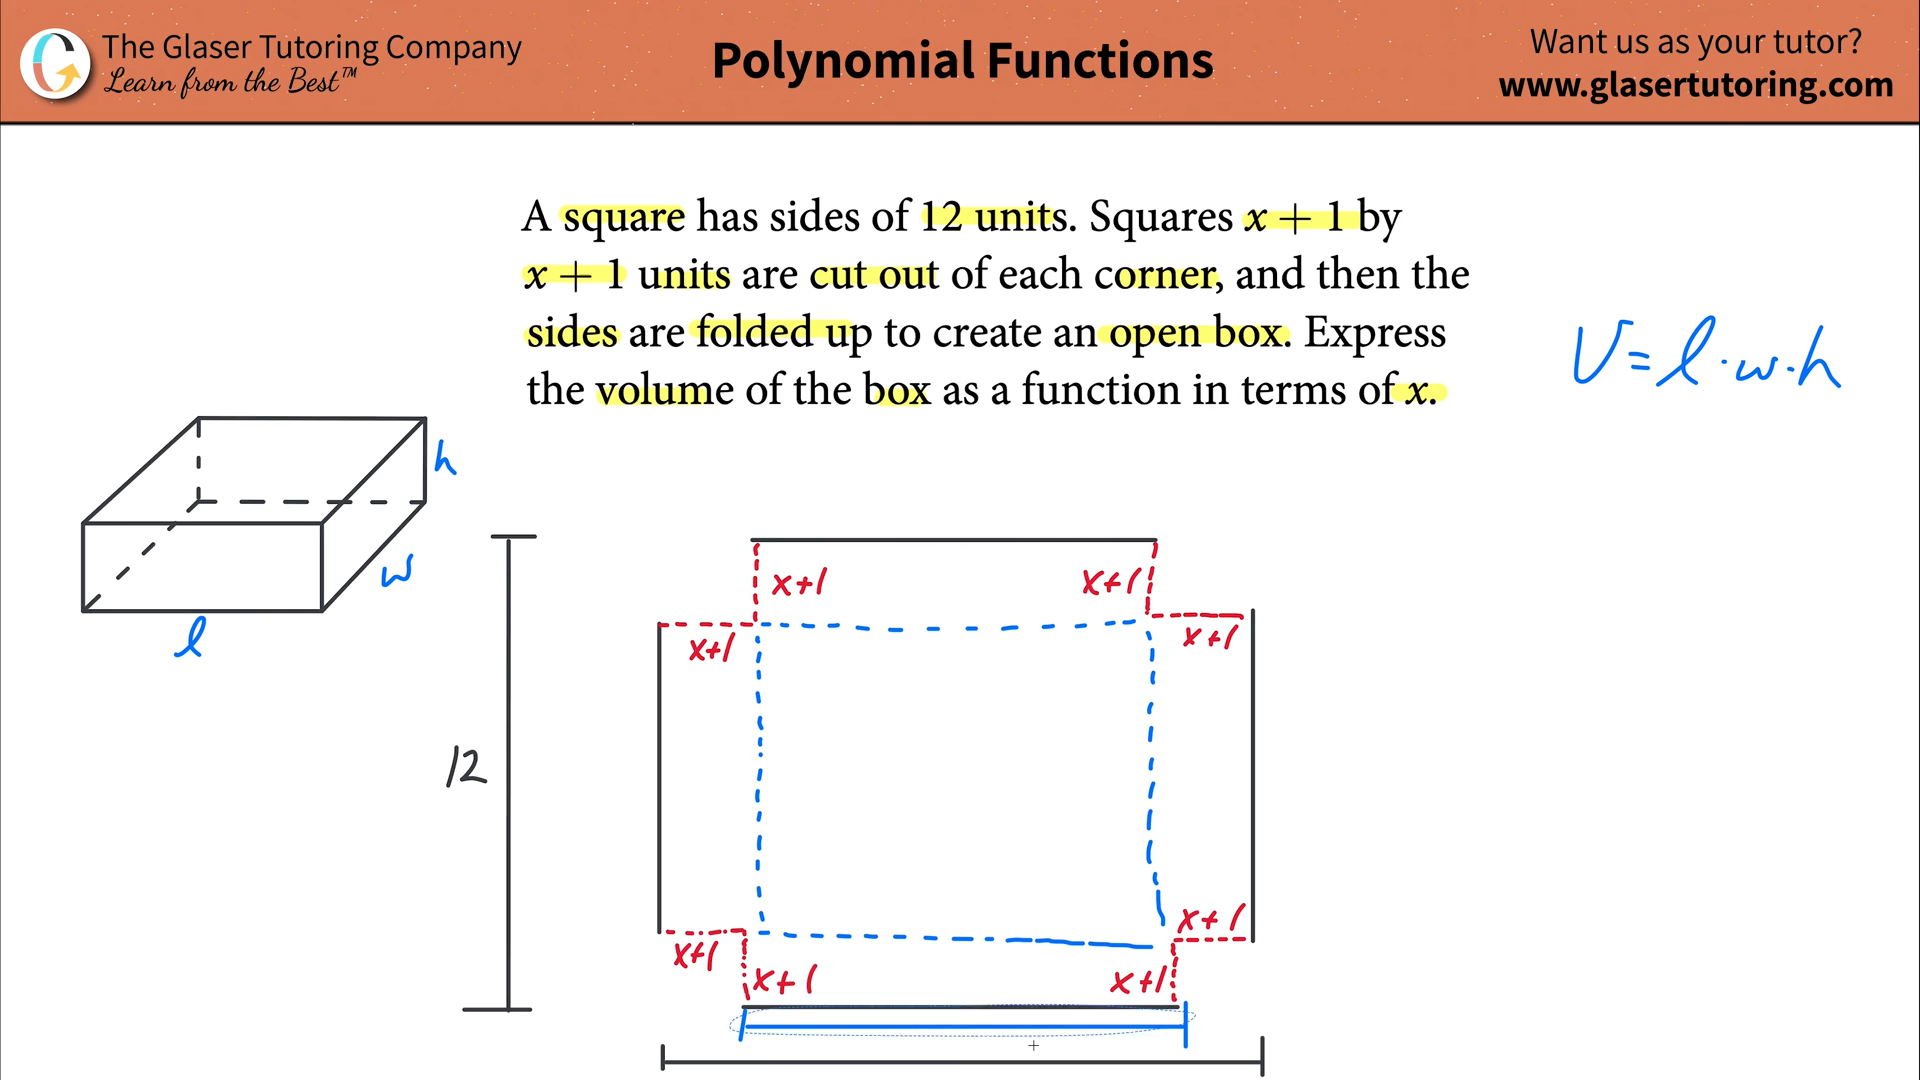 The Glaser Tutoring Company
Learn from the Best™
Polynomial Functions
Want us as your tutor?
www.glasertutoring.com
A square has sides of 12 units. Squares x + 1 by
x + 1 units are cut out of each corner, and then the
sides are folded up to create an open box. Express
the volume of the box as a function in terms of x.
V = l · w · h
h
w
l
12
x+1 x+1
x+1 x+1
x+1 x+1
x+1 x+1